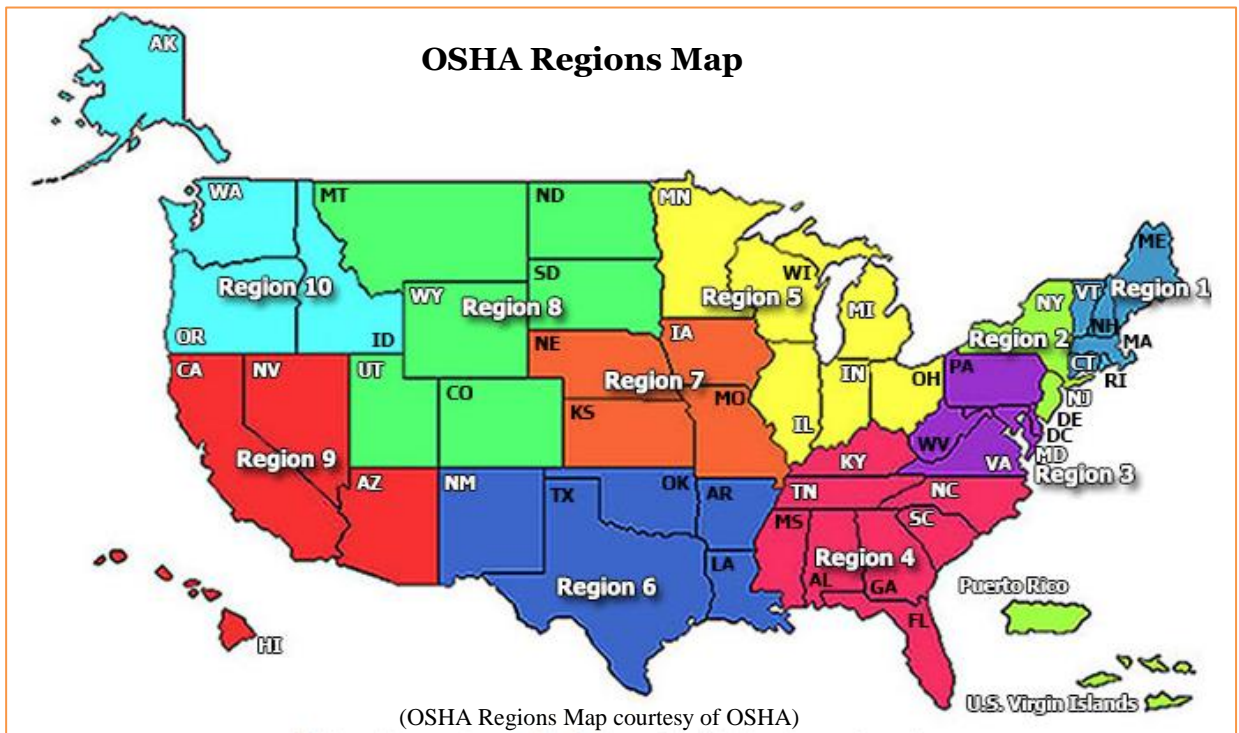 OSHA Regions Map
AK
WA
MT
ND
MN
ME
SD
WI
VT
Region 1
WY
NY
Region 10
Region 8
Region 5
MI
NH
OR
ID
NE
IA
Region 2
MA
CA
NV
UT
CO
Region 7
IN
OH
PA
CT
RI
KS
MO
NJ
IL
DE
WV
DC
MD
Region 9
KY
VA
Region 3
AZ
NM
TX
OK
AR
TN
NC
MS
SC
LA
Region 4
Region 6
AL
GA
Puerto Rico
FL
HI
U.S. Virgin Islands
(OSHA Regions Map courtesy of OSHA)